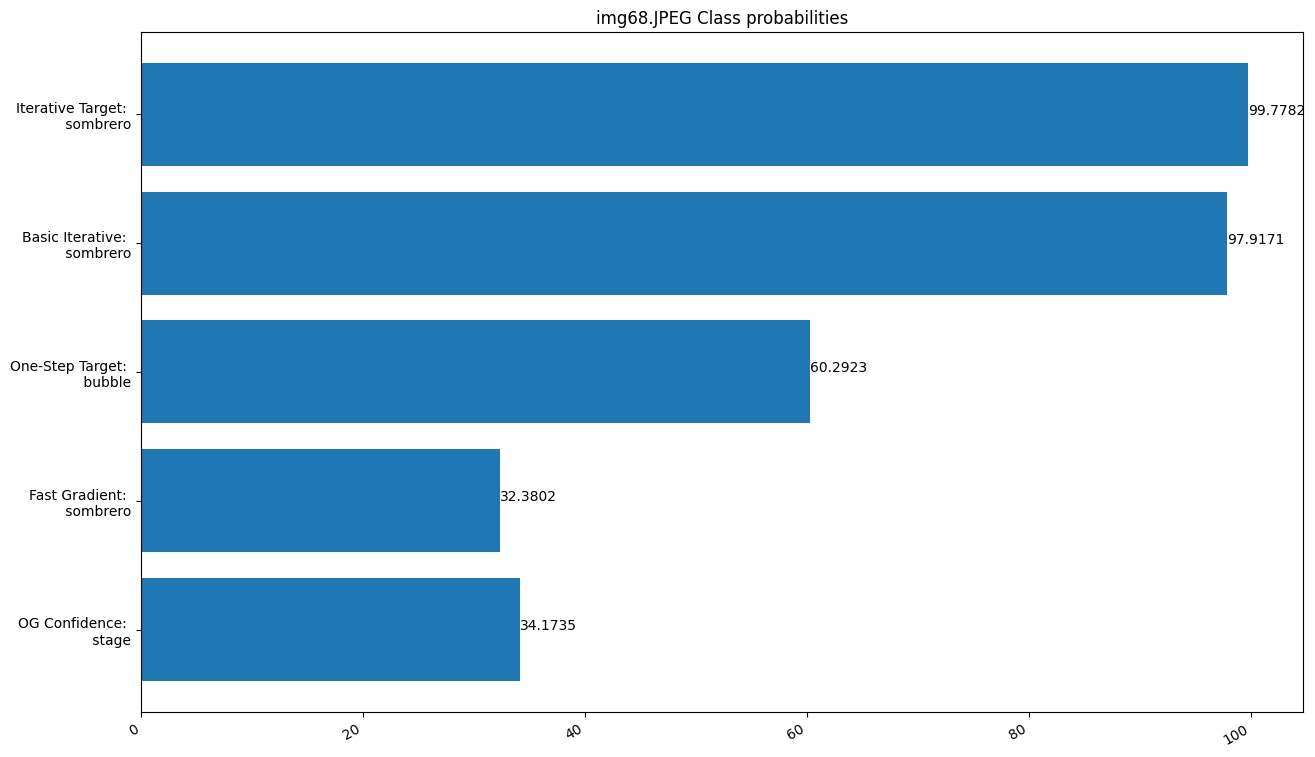 img68.JPEG Class probabilities
Iterative Target:
sombrero
99.7782
Basic Iterative:
sombrero
97.9171
One-Step Target:
bubble
60.2923
Fast Gradient:
sombrero
32.3802
OG Confidence:
stage
34.1735
0
20
40
60
80
100